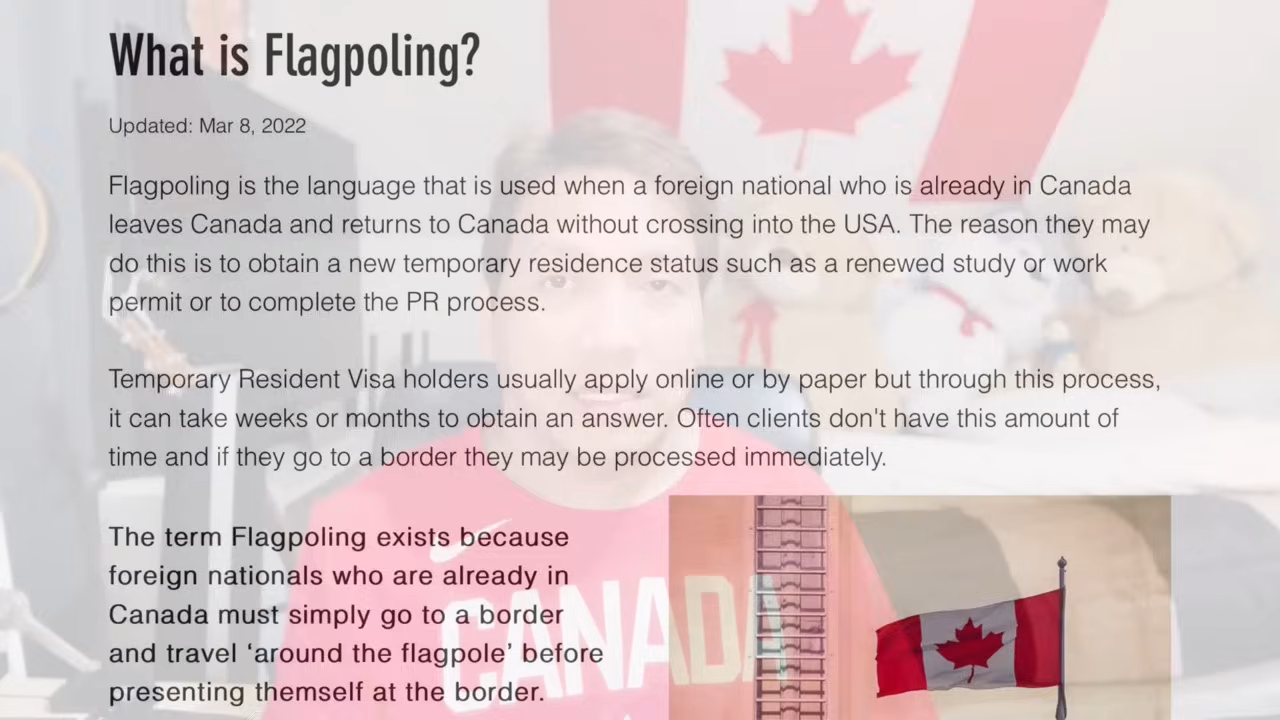 What is Flagpoling?
Updated: Mar 8, 2022
Flagpoling is the language that is used when a foreign national who is already in Canada
leaves Canada and returns to Canada without crossing into the USA. The reason they may
do this is to obtain a new temporary residence status such as a renewed study or work
permit or to complete the PR process.
Temporary Resident Visa holders usually apply online or by paper but through this process,
it can take weeks or months to obtain an answer. Often clients don't have this amount of
time and if they go to a border they may be processed immediately.
The term Flagpoling exists because
foreign nationals who are already in
Canada must simply go to a border
and travel ‘around the flagpole’ before
presenting themself at the border.
CANADA